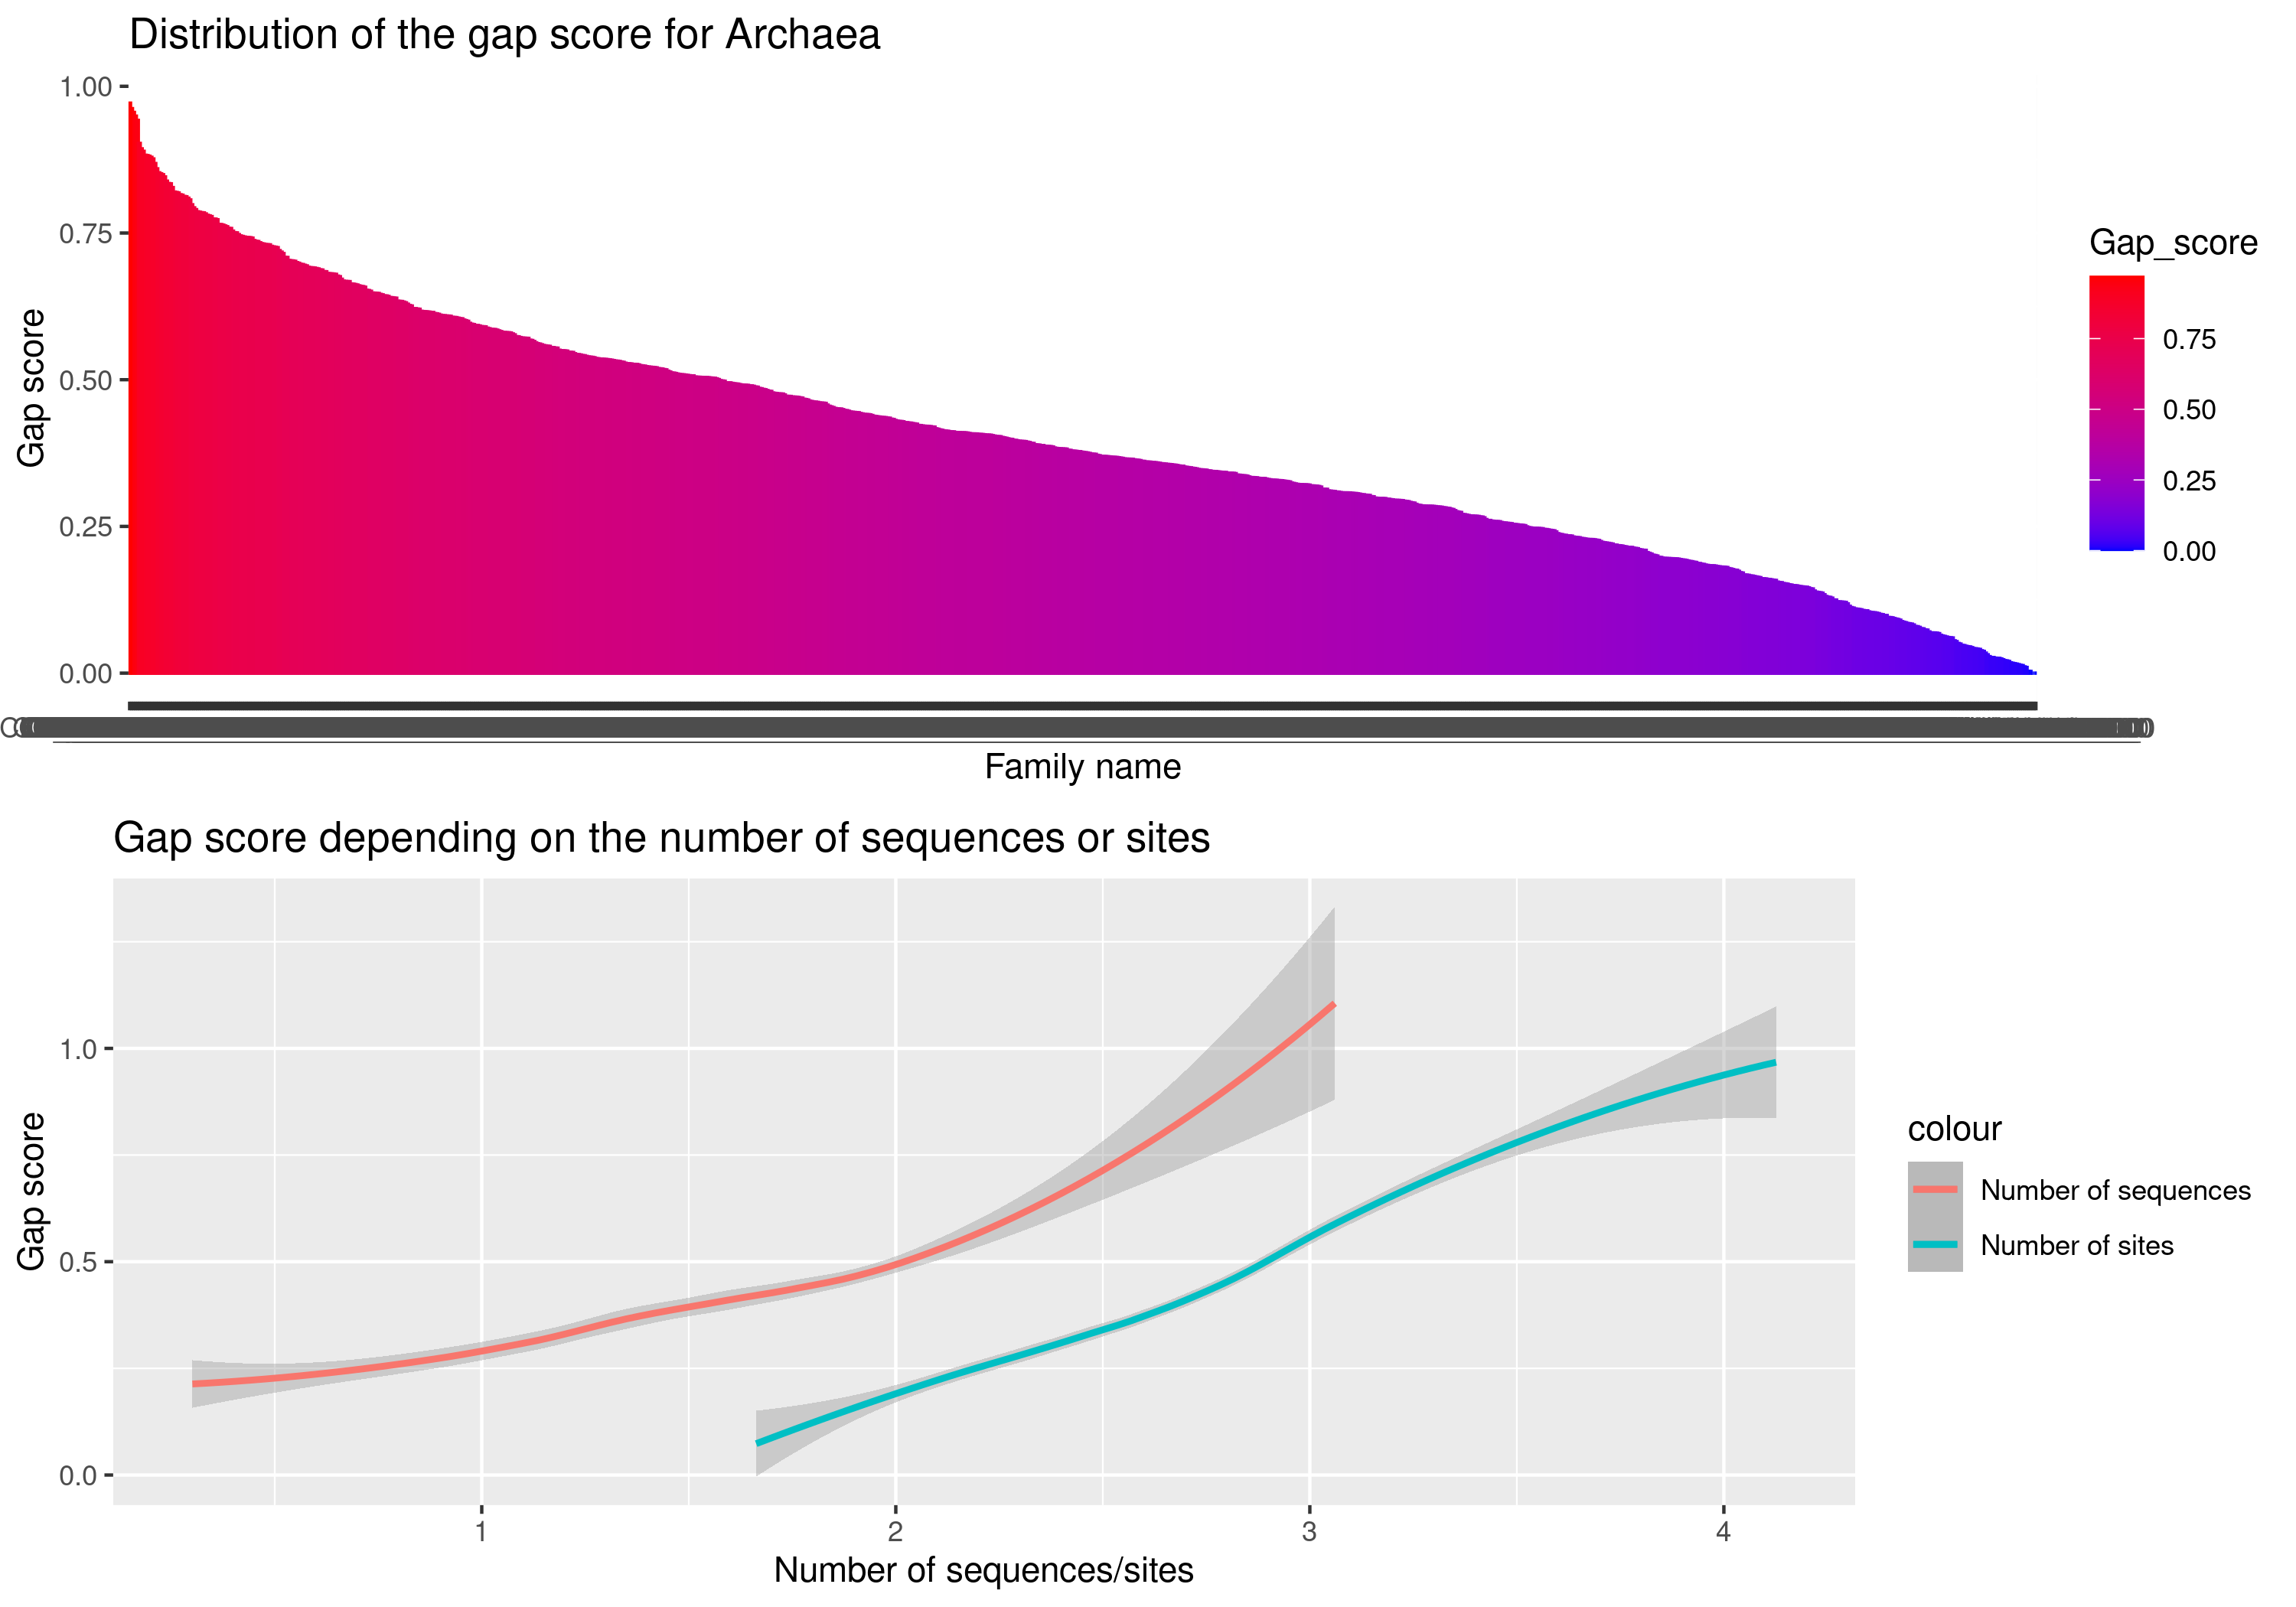 Distribution of the gap score for Archaea
1.00
0.75
0.50
0.25
0.00
Gap score
Family name
Gap_score
0.75
0.50
0.25
0.00
Gap score depending on the number of sequences or sites
1.0
0.5
0.0
Gap score
1 2 3 4
Number of sequences/sites
colour
Number of sequences
Number of sites